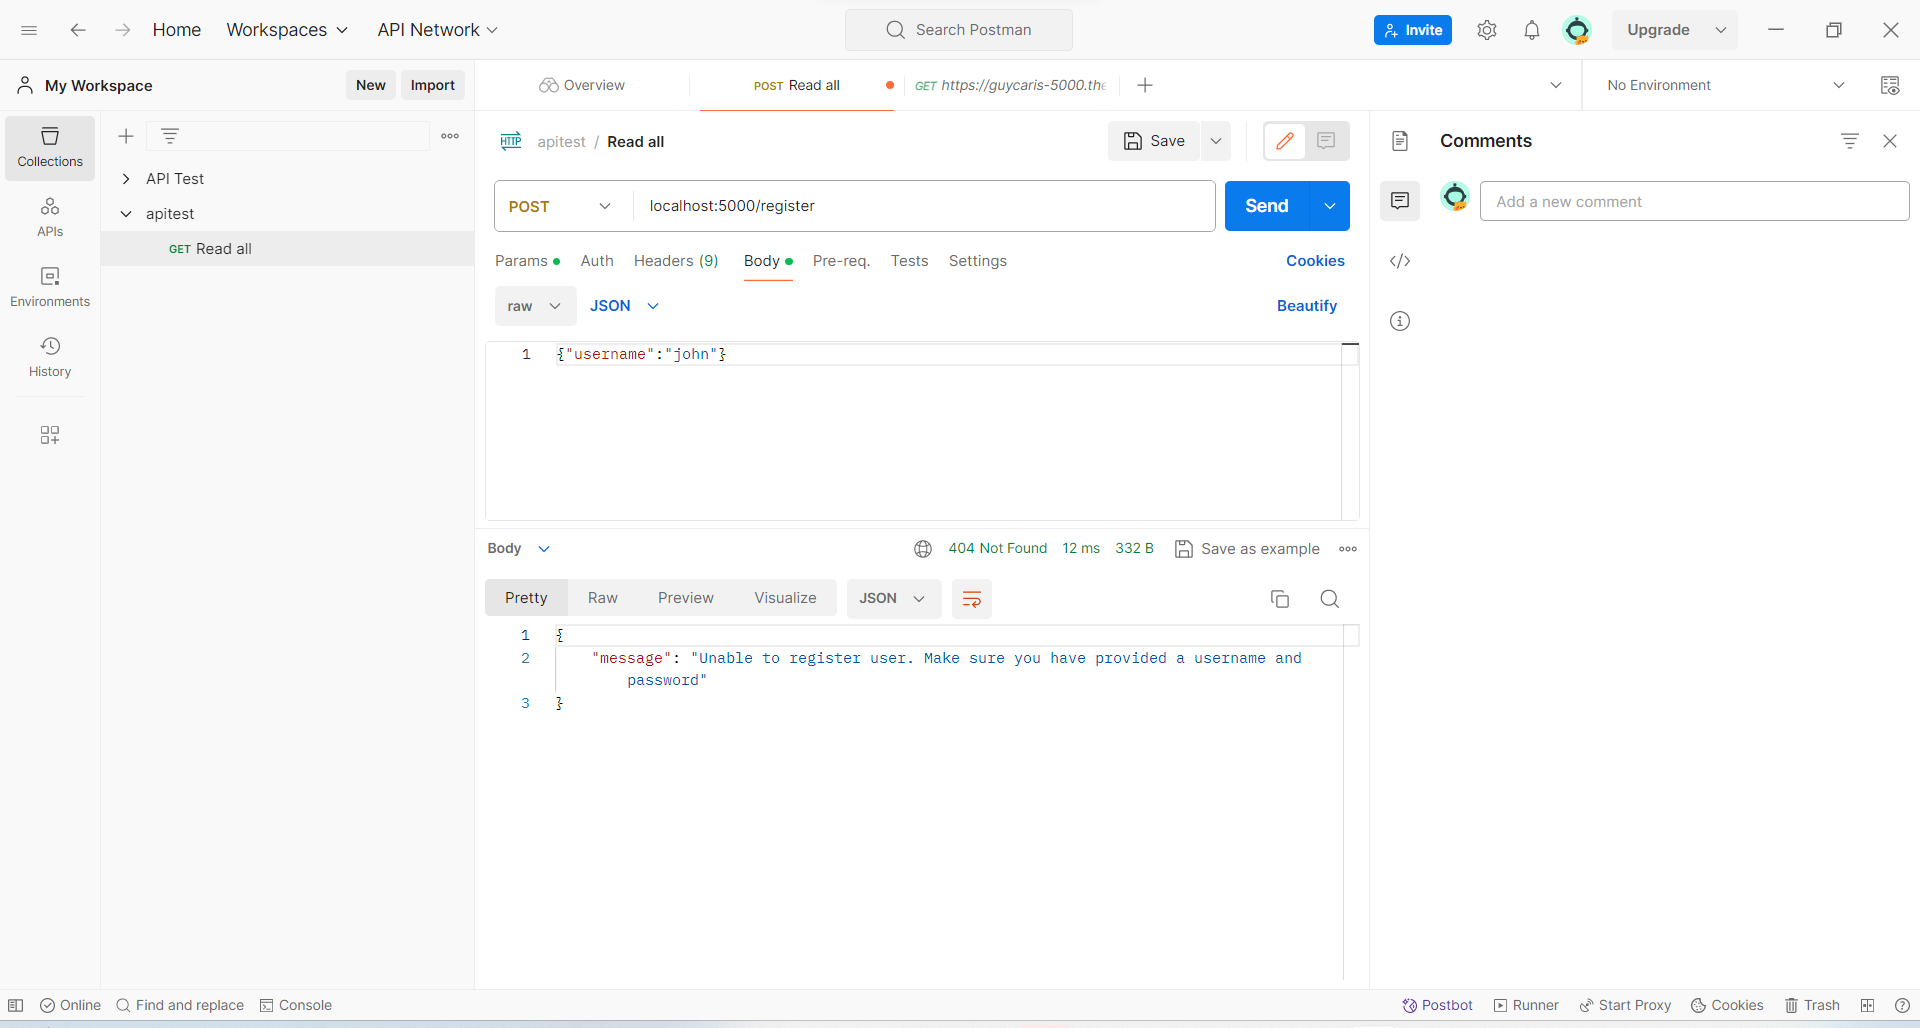 Home Workspaces API Network Search Postman Invite Upgrade
My Workspace New Import Overview POST Read all GET https://guycaris-5000.the No Environment
Collections
APIs
Environments
History
API Test
apitest
GET Read all
HTTP apitest / Read all Save
POST localhost:5000/register Send
Params Auth Headers (9) Body Pre-req. Tests Settings Cookies
raw JSON Beautify
1 {"username":"john"}
Body 404 Not Found 12 ms 332 B Save as example
Pretty Raw Preview Visualize JSON
1 {
2 "message": "Unable to register user. Make sure you have provided a username and
password"
3 }
Comments
Add a new comment
Online Find and replace Console Postbot Runner Start Proxy Cookies Trash